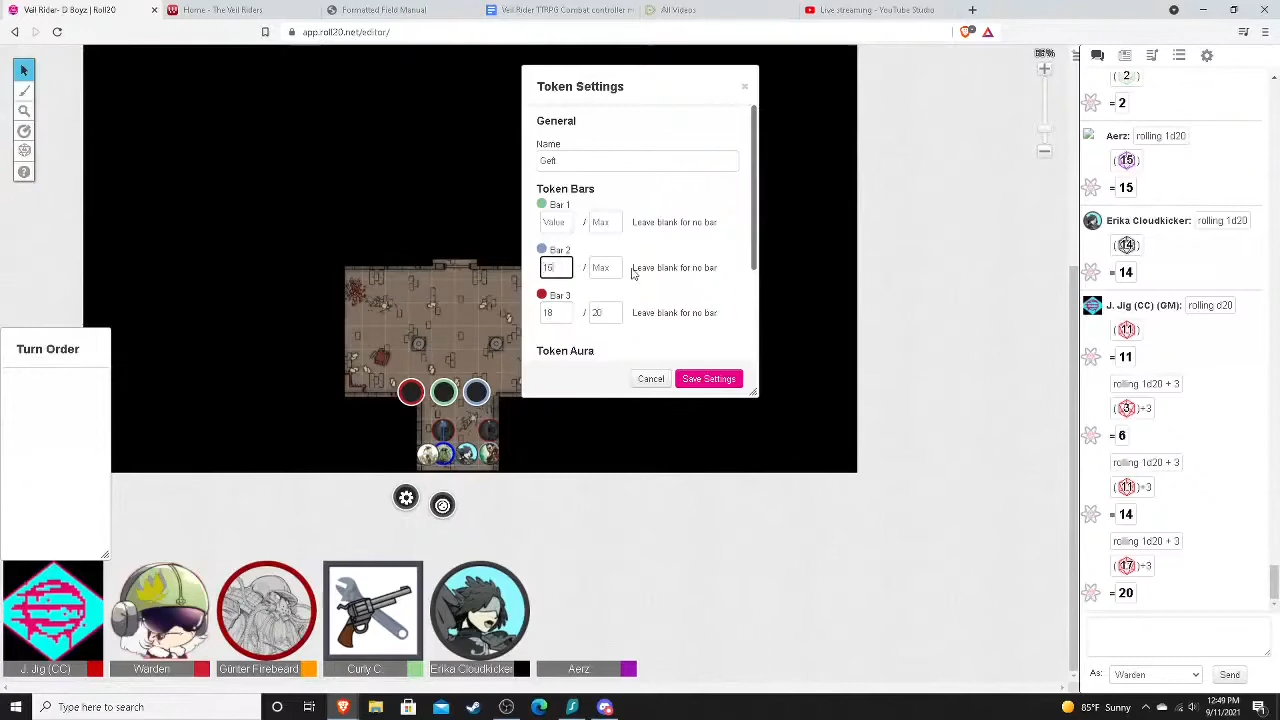 Veil Rider - D Boyz | Roll20
Home - The Veil Riders
Formatted Field Manual
Veil-Rider TTRPG Combat controller m
All Videos
Live streaming - YouTube Studio
app.roll20.net/editor/
Token Settings
General
Name
Geft
Token Bars
Bar 1
Value / Max Leave blank for no bar
Bar 2
16 / Max Leave blank for no bar
Bar 3
/ 20 Leave blank for no bar
Token Aura
Cancel
Save Settings
Turn Order
2
= 2
Aerz: rolling 1d20
(15)
= 15
Erika Cloudkicker: rolling 1d20
(14)
= 14
J. Jig (CC) (GM): rolling d20
(11)
= 11
rolling 1d20 + 3
(3)+3
= 6
rolling 1d20 + 3
(11)+3
= 14
rolling 1d20 + 3
(17)+3
= 20
As: Warden
Send
J. Jig (CC)
Warden
Günter Firebeard
Curly C.
Erika Cloudkicker
Aerz
Type here to search
85°F Sunny
12:49 PM
9/11/2021